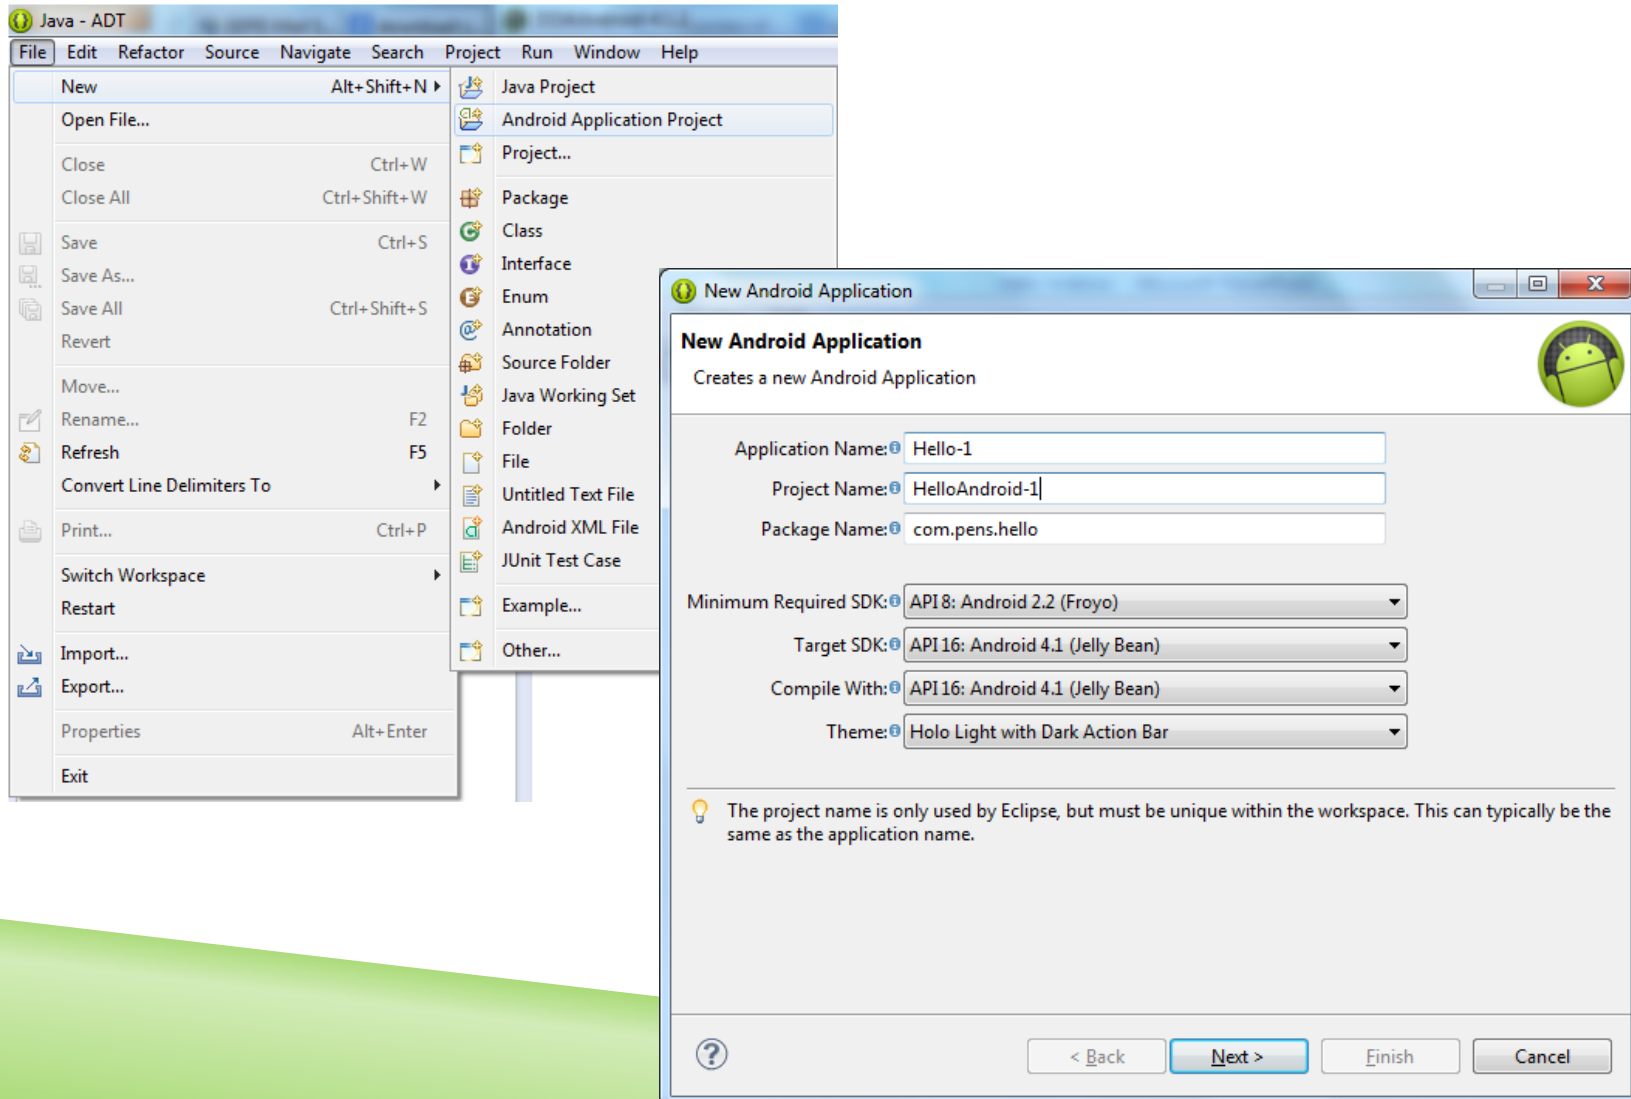 Java - ADT
File Edit Refactor Source Navigate Search Project Run Window Help
New Alt+Shift+N
Open File...
Close Ctrl+W
Close All Ctrl+Shift+W
Save Ctrl+S
Save As...
Save All Ctrl+Shift+S
Revert
Move...
Rename... F2
Refresh F5
Convert Line Delimiters To
Print... Ctrl+P
Switch Workspace
Restart
Import...
Export...
Properties Alt+Enter
Exit
Java Project
Android Application Project
Project...
Package
Class
Interface
Enum
Annotation
Source Folder
Java Working Set
Folder
File
Untitled Text File
Android XML File
JUnit Test Case
Example...
Other...
New Android Application
New Android Application
Creates a new Android Application
Application Name: Hello-1
Project Name: HelloAndroid-1
Package Name: com.pens.hello
Minimum Required SDK: API 8: Android 2.2 (Froyo)
Target SDK: API 16: Android 4.1 (Jelly Bean)
Compile With: API 16: Android 4.1 (Jelly Bean)
Theme: Holo Light with Dark Action Bar
The project name is only used by Eclipse, but must be unique within the workspace. This can typically be the
same as the application name.
< Back Next > Finish Cancel